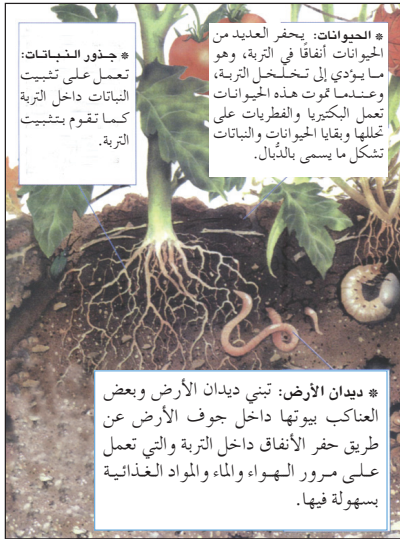 * الحيوانات: يحفر العديد من
الحيوانات أنفاقًا في التربة، وهو
ما يؤدي إلى تخلخل التربة،
وعندما تموت هذه الحيوانات
تعمل البكتيريا والفطريات على
تحللها وبقايا الحيوانات والنباتات
تشكل ما يسمى بالدُّبال.
* جذور النباتات:
تعمل على تثبيت
النباتات داخل التربة
كما تقوم بتثبيت
التربة.
* ديدان الأرض: تبني ديدان الأرض وبعض
العناكب بيوتها داخل جوف الأرض عن
طريق حفر الأنفاق داخل التربة والتي تعمل
على مرور الهواء والماء والمواد الغذائية
بسهولة فيها.